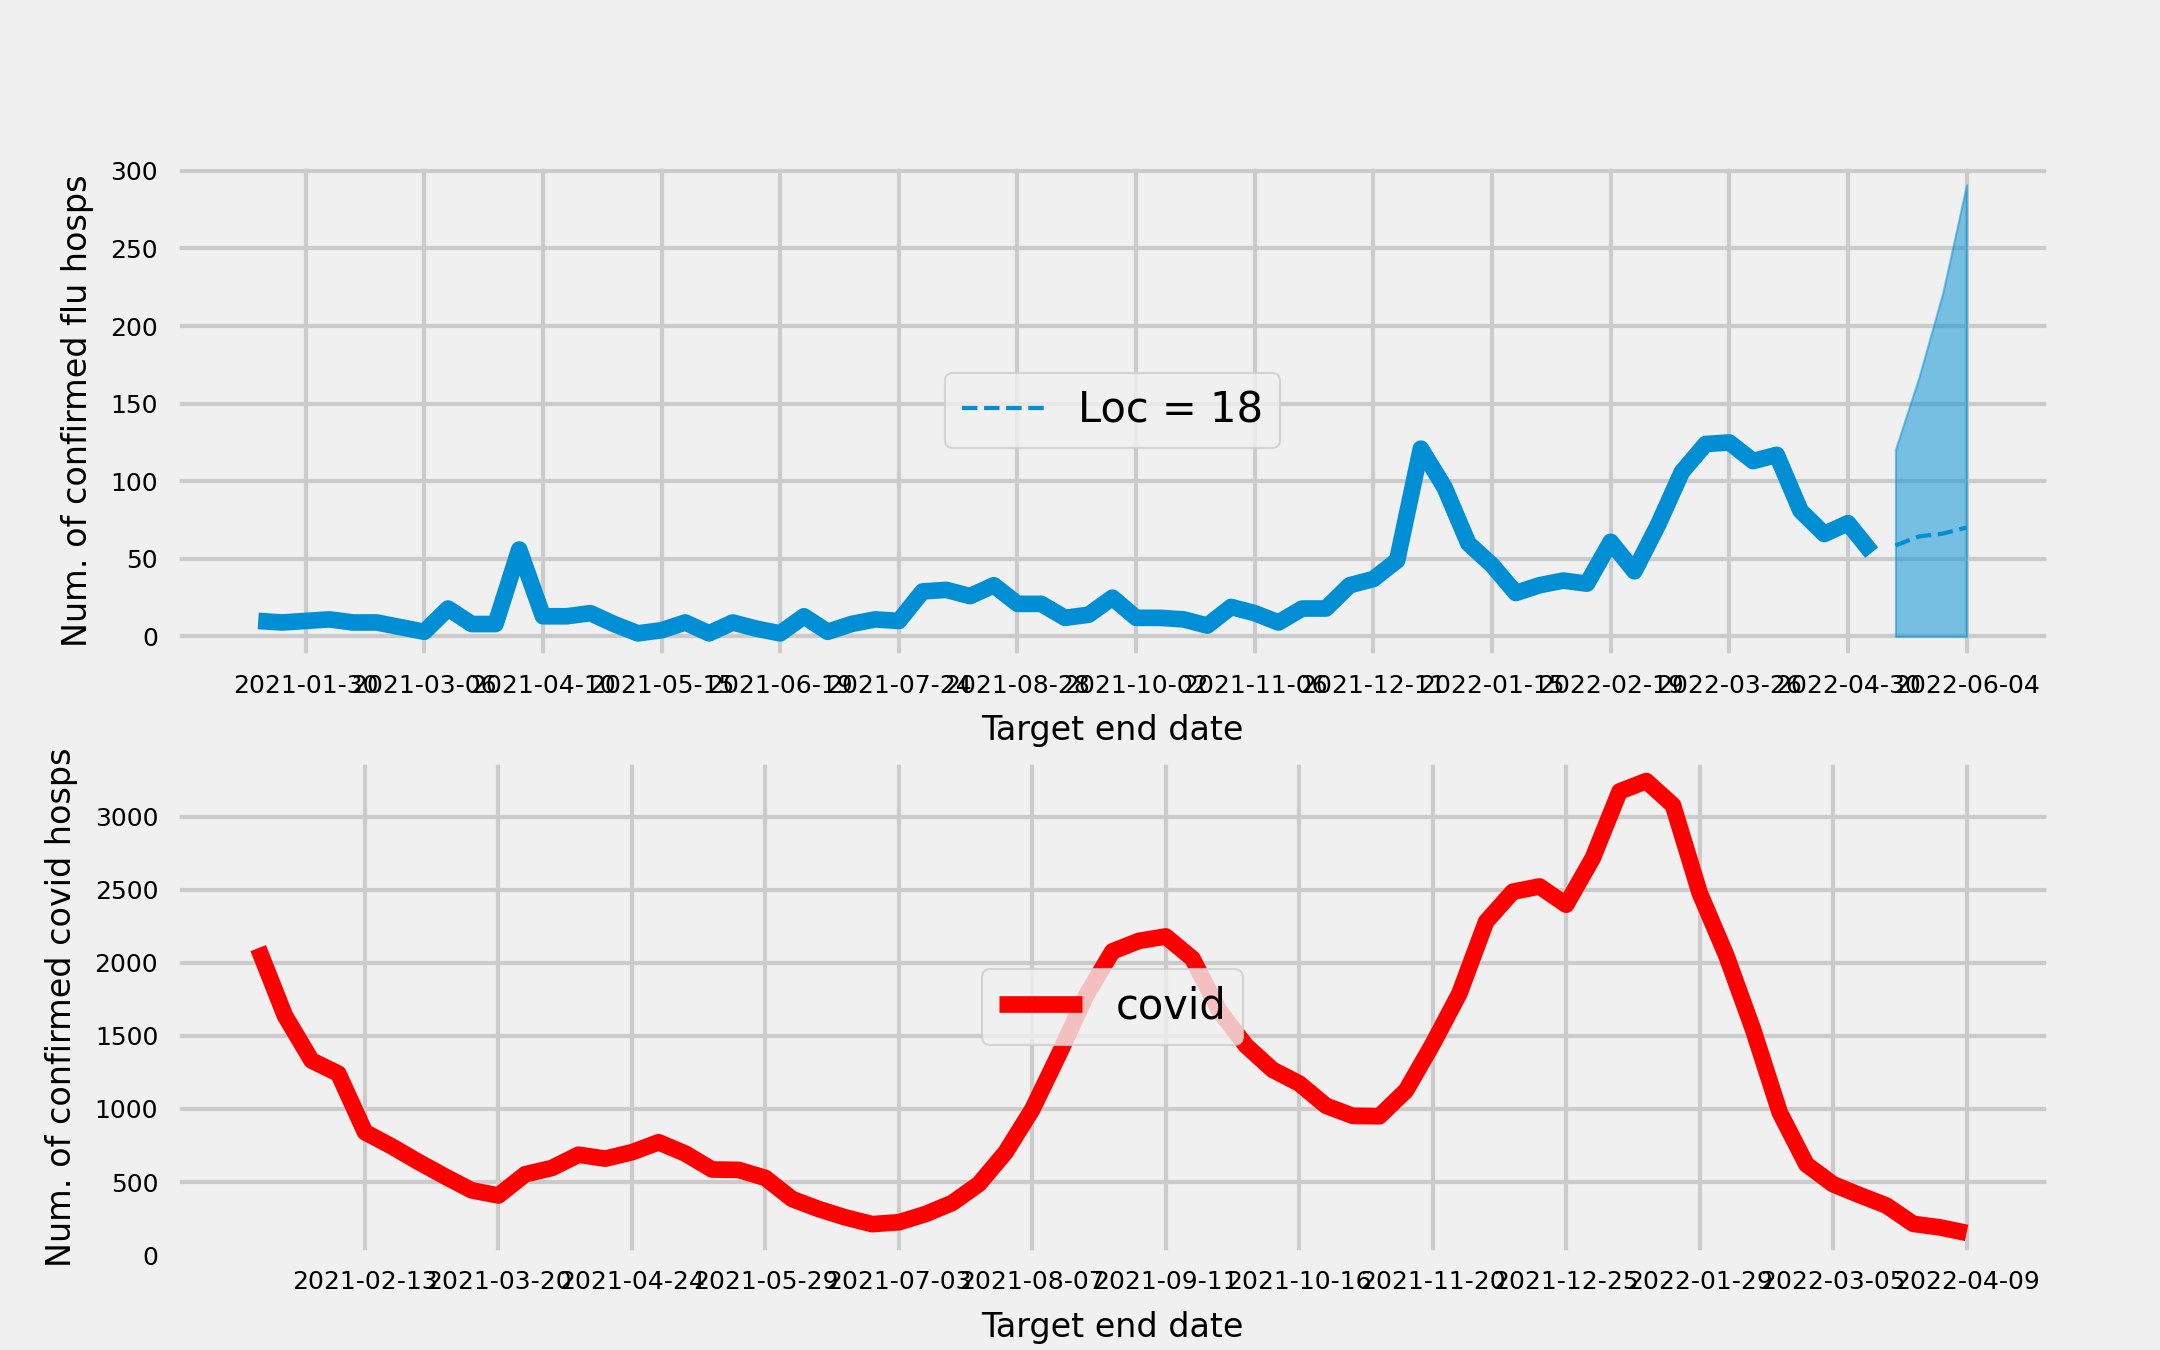 Num. of confirmed flu hosps
300
250
200
150
100
50
0
Loc = 18
2021-01-30 2021-03-06 2021-04-10 2021-05-15 2021-06-19 2021-07-24 2021-08-28 2021-10-02 2021-11-06 2021-12-11 2022-01-15 2022-02-19 2022-03-26 2022-04-30 2022-06-04
Target end date
Num. of confirmed covid hosps
3000
2500
2000
1500
1000
500
0
covid
2021-02-13 2021-03-20 2021-04-24 2021-05-29 2021-07-03 2021-08-07 2021-09-11 2021-10-16 2021-11-20 2021-12-25 2022-01-29 2022-03-05 2022-04-09
Target end date